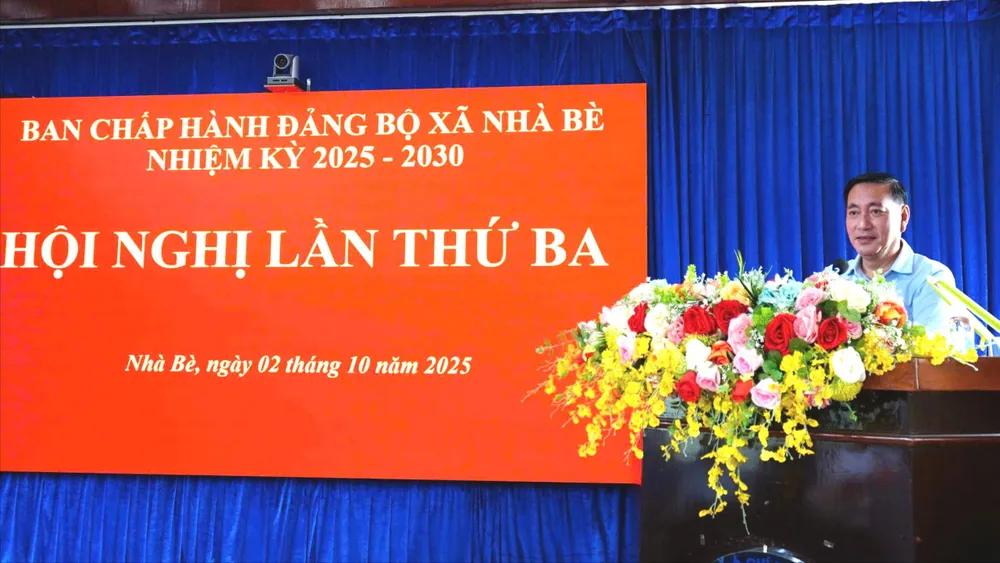 BAN CHẤP HÀNH ĐẢNG BỘ XÃ NHÀ BÈ
NHIỆM KỲ 2025 - 2030
HỘI NGHỊ LẦN THỨ BA
Nhà Bè, ngày 02 tháng 10 năm 2025